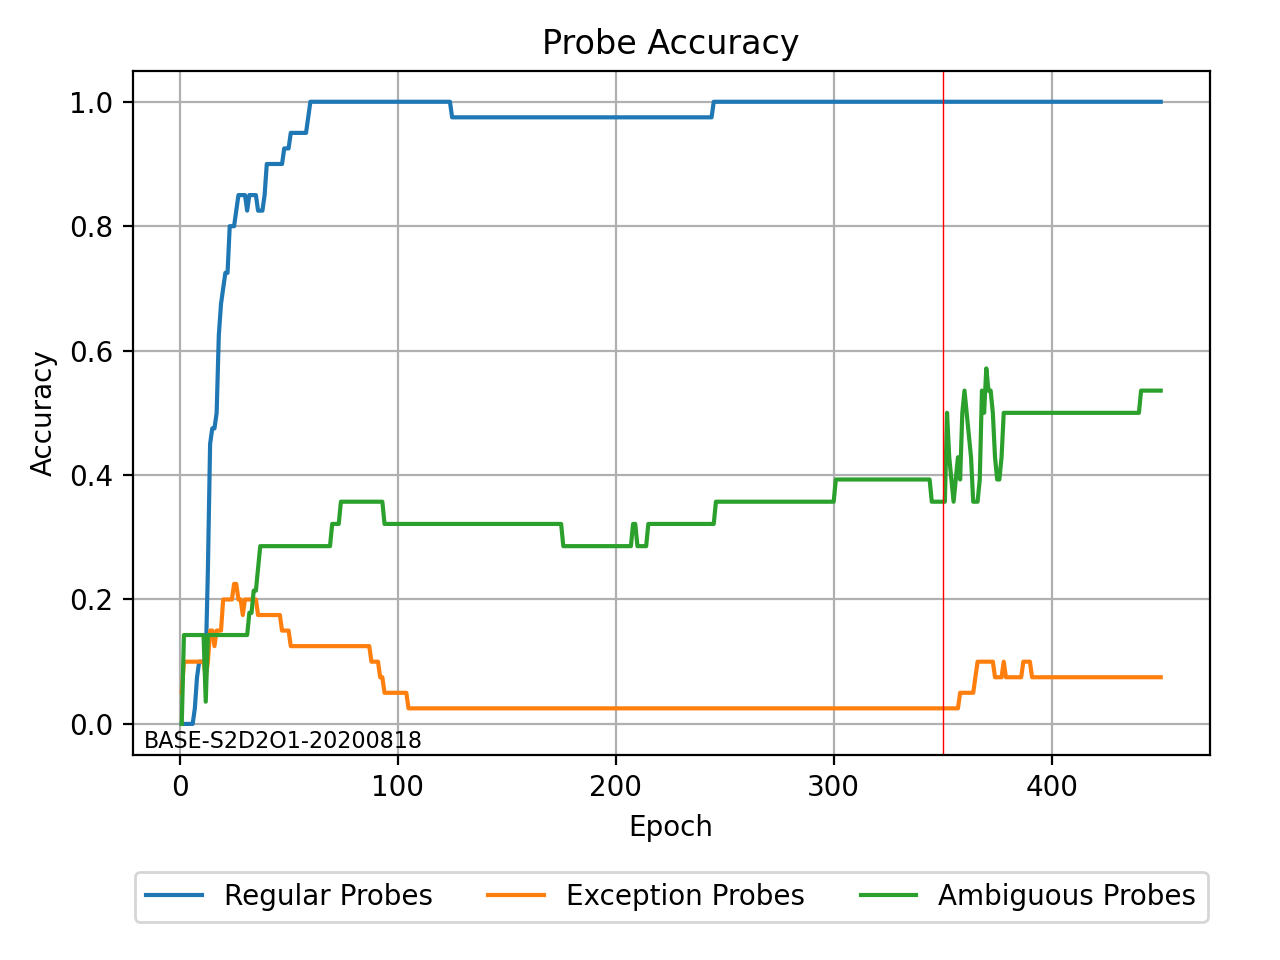 Probe Accuracy
1.0
0.8
0.6
0.4
0.2
0.0
Accuracy
BASE-S2D2O1-20200818
0 100 200 300 400
Epoch
Regular Probes Exception Probes Ambiguous Probes